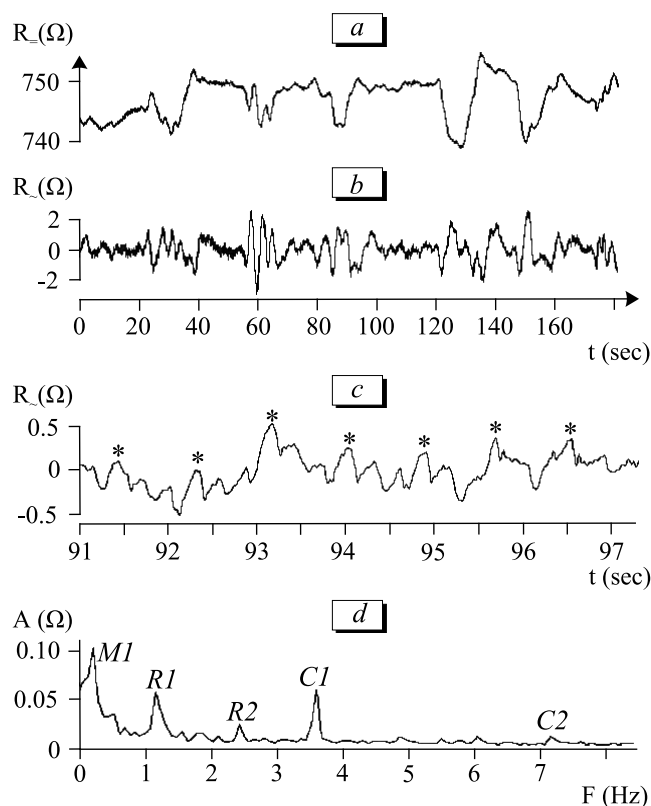 a
R=(Ω)
750
740
b
R~(Ω)
2
0
-2
0 20 40 60 80 100 120 140 160
t (sec)
c
R~(Ω)
0.5
0
-0.5
* * * * * * *
91 92 93 94 95 96 97
t (sec)
d
A (Ω)
0.10
0.05
0
M1 R1 R2 C1 C2
0 1 2 3 4 5 6 7
F (Hz)